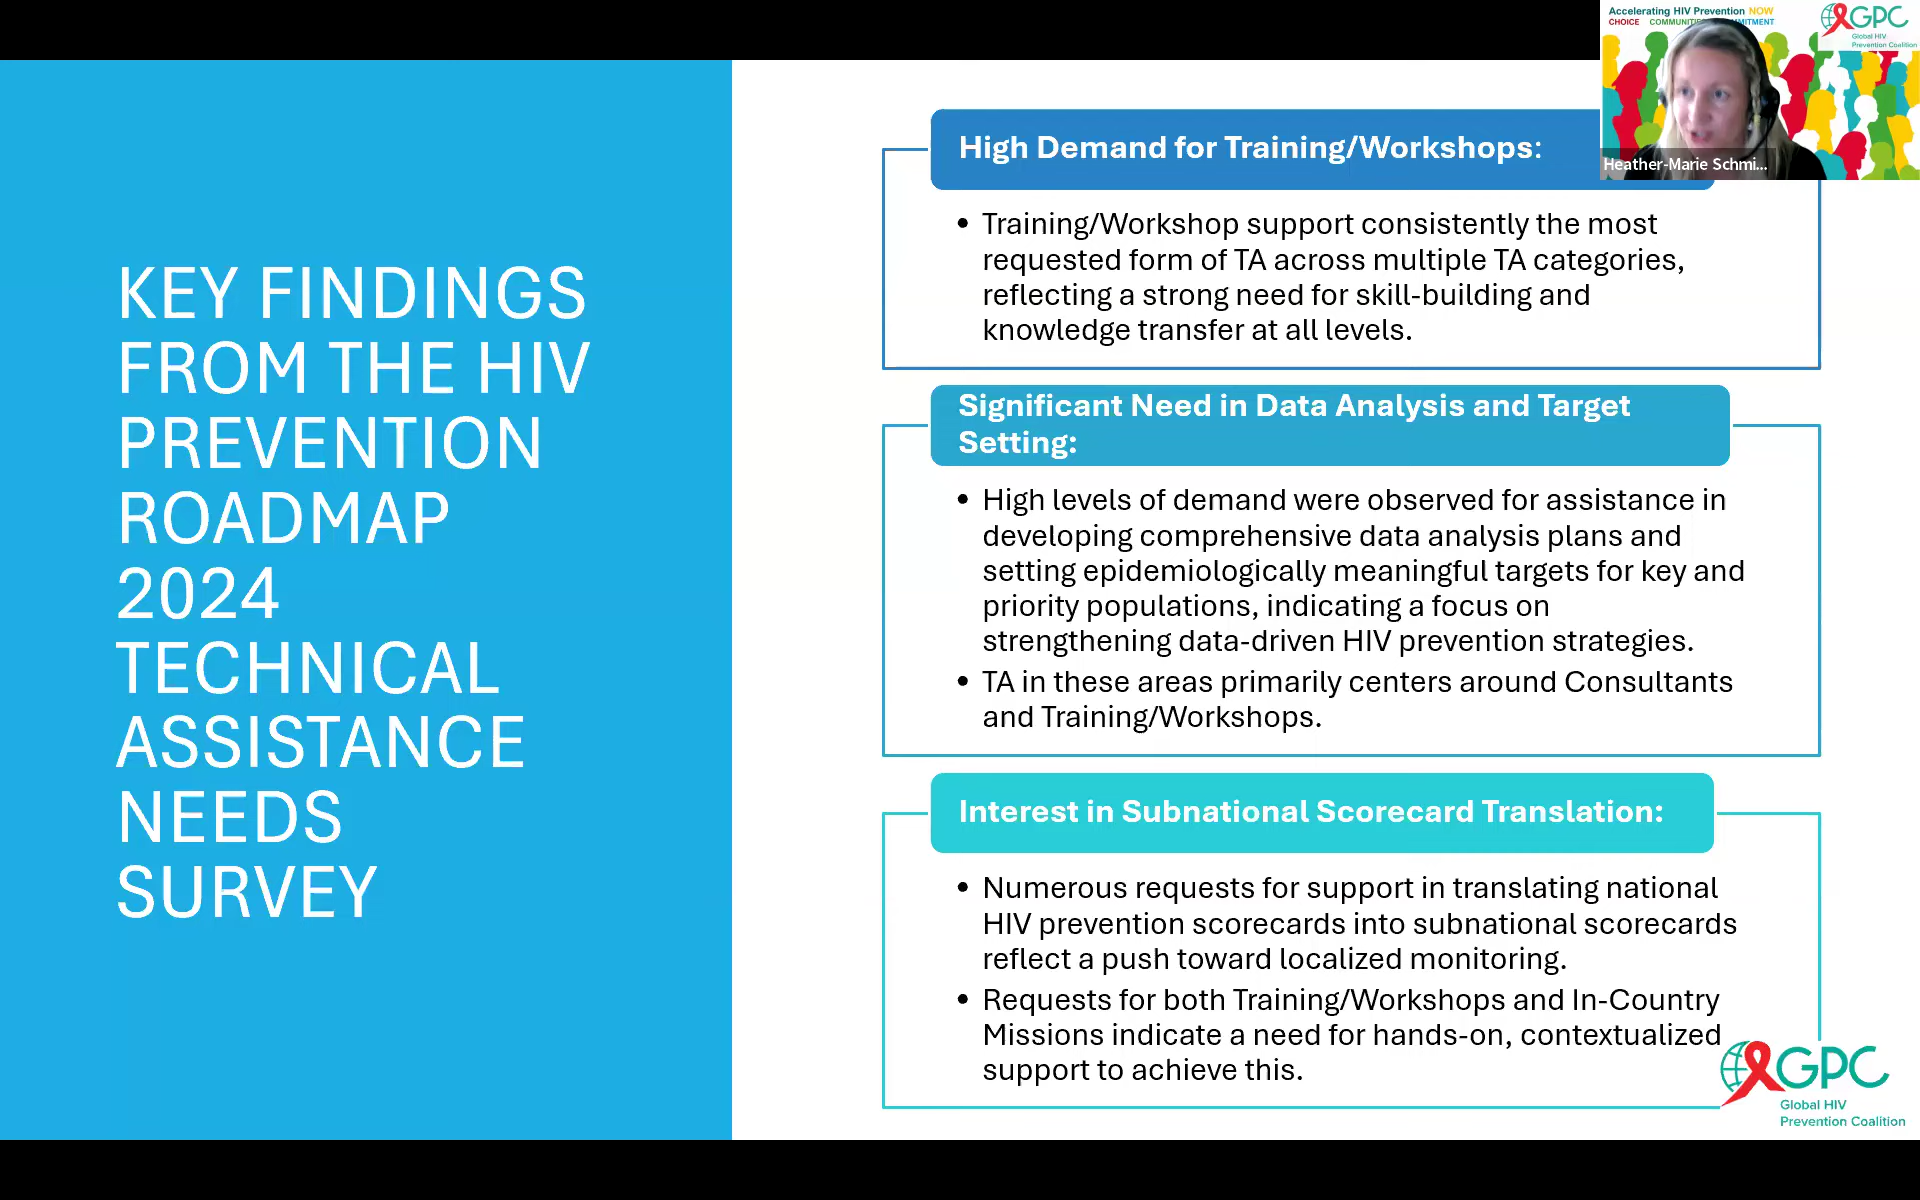 Accelerating HIV Prevention NOW
CHOICE COMMUNITIE MITMENT
GPC
Global HIV
Prevention Coalition
Heather-Marie Schmi...
KEY FINDINGS
FROM THE HIV
PREVENTION
ROADMAP
2024
TECHNICAL
ASSISTANCE
NEEDS
SURVEY
High Demand for Training/Workshops:
• Training/Workshop support consistently the most
requested form of TA across multiple TA categories,
reflecting a strong need for skill-building and
knowledge transfer at all levels.
Significant Need in Data Analysis and Target
Setting:
• High levels of demand were observed for assistance in
developing comprehensive data analysis plans and
setting epidemiologically meaningful targets for key and
priority populations, indicating a focus on
strengthening data-driven HIV prevention strategies.
• TA in these areas primarily centers around Consultants
and Training/Workshops.
Interest in Subnational Scorecard Translation:
• Numerous requests for support in translating national
HIV prevention scorecards into subnational scorecards
reflect a push toward localized monitoring.
• Requests for both Training/Workshops and In-Country
Missions indicate a need for hands-on, contextualized
support to achieve this.
GPC
Global HIV
Prevention Coalition